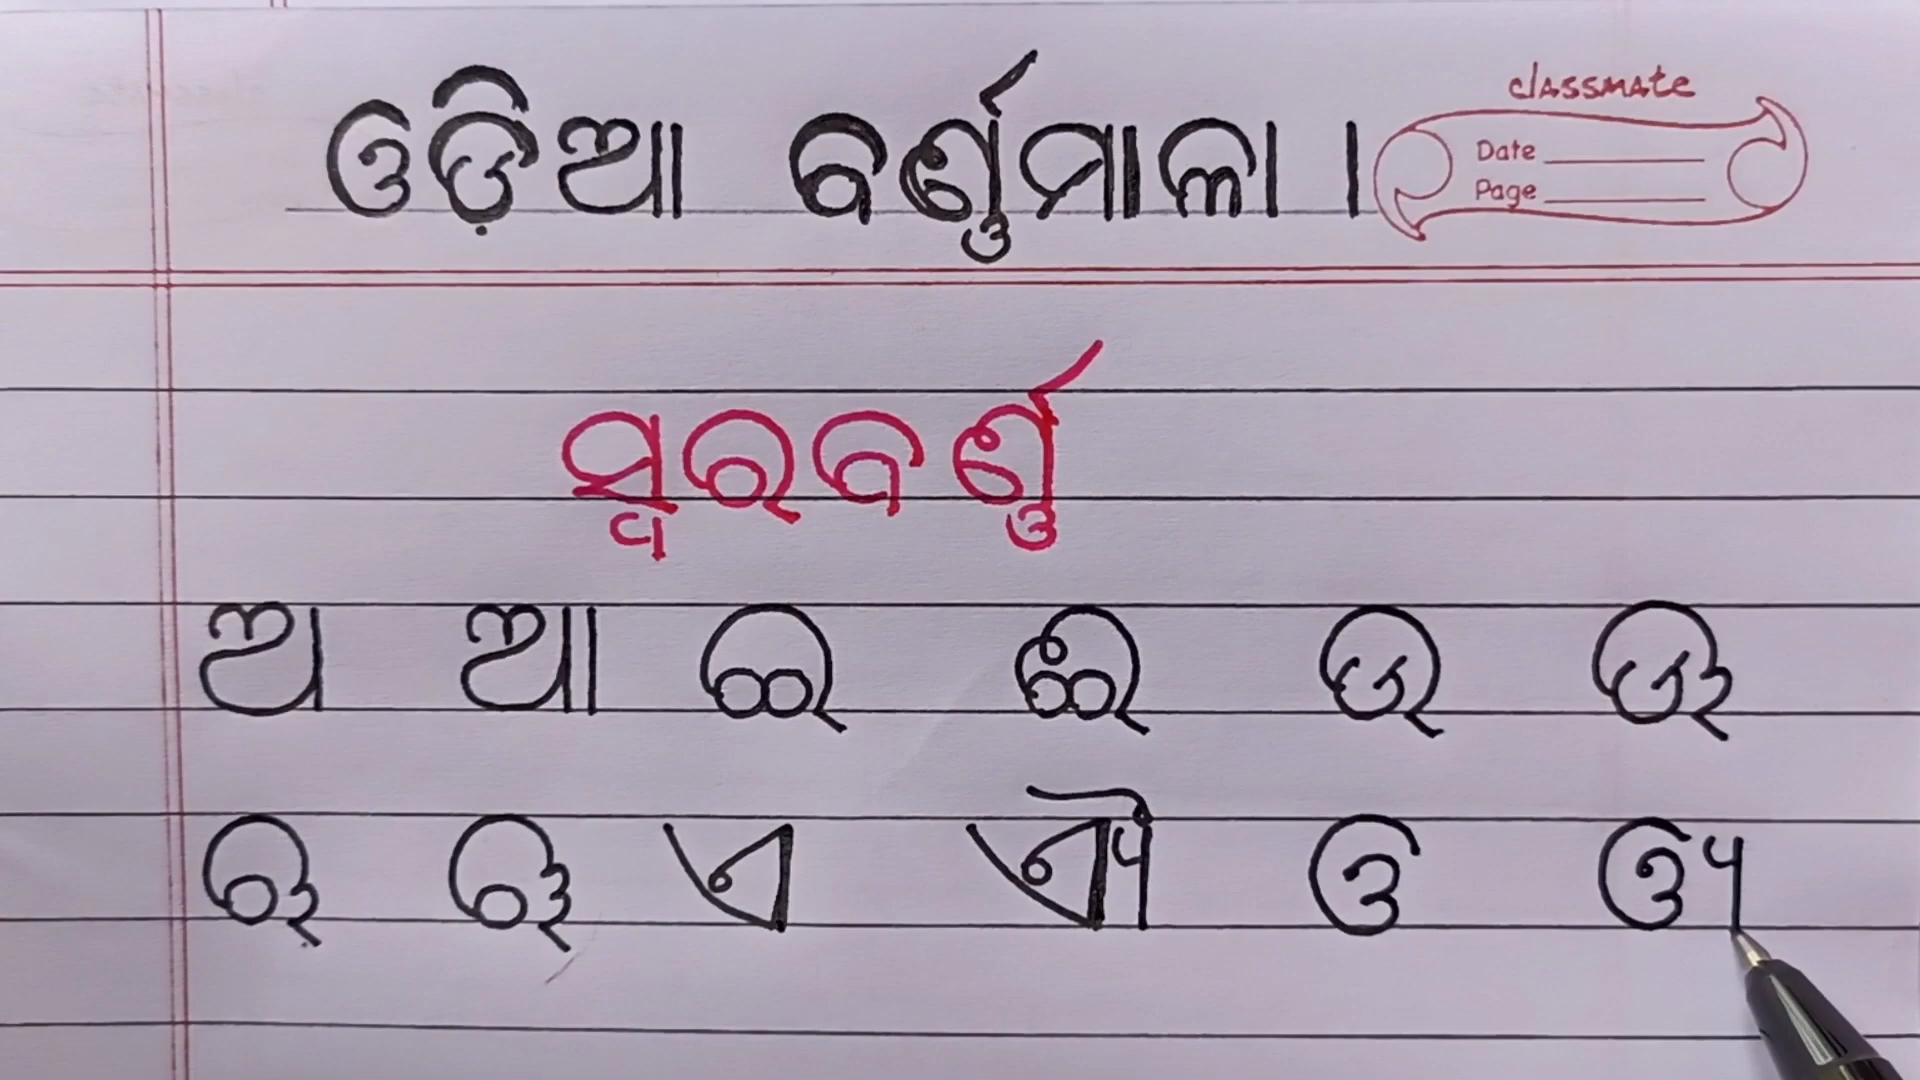 classmate
ଓଡ଼ିଆ ବର୍ଣ୍ଣମାଳା ।
Date
Page
ସ୍ୱରବର୍ଣ୍ଣ
ଅ ଆ ଇ ଈ ଉ ଊ
ଋ ୠ ଏ ଐ ଓ ଔ